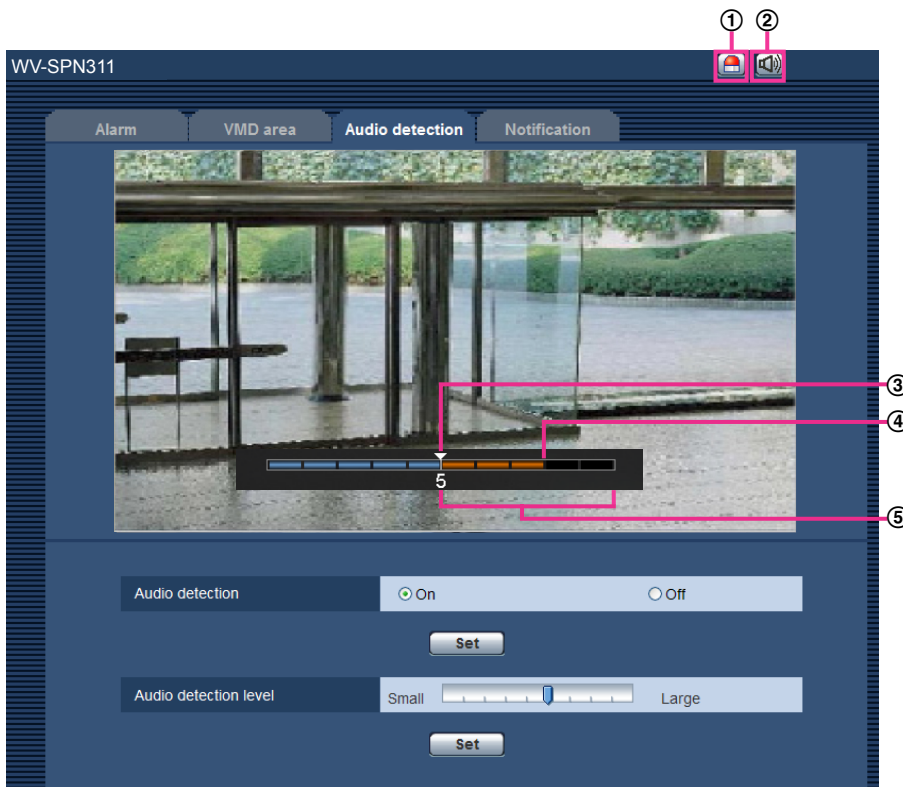 ① ②
WV-SPN311
Alarm VMD area Audio detection Notification
③
④
5
⑤
Audio detection On Off
Set
Audio detection level Small Large
Set